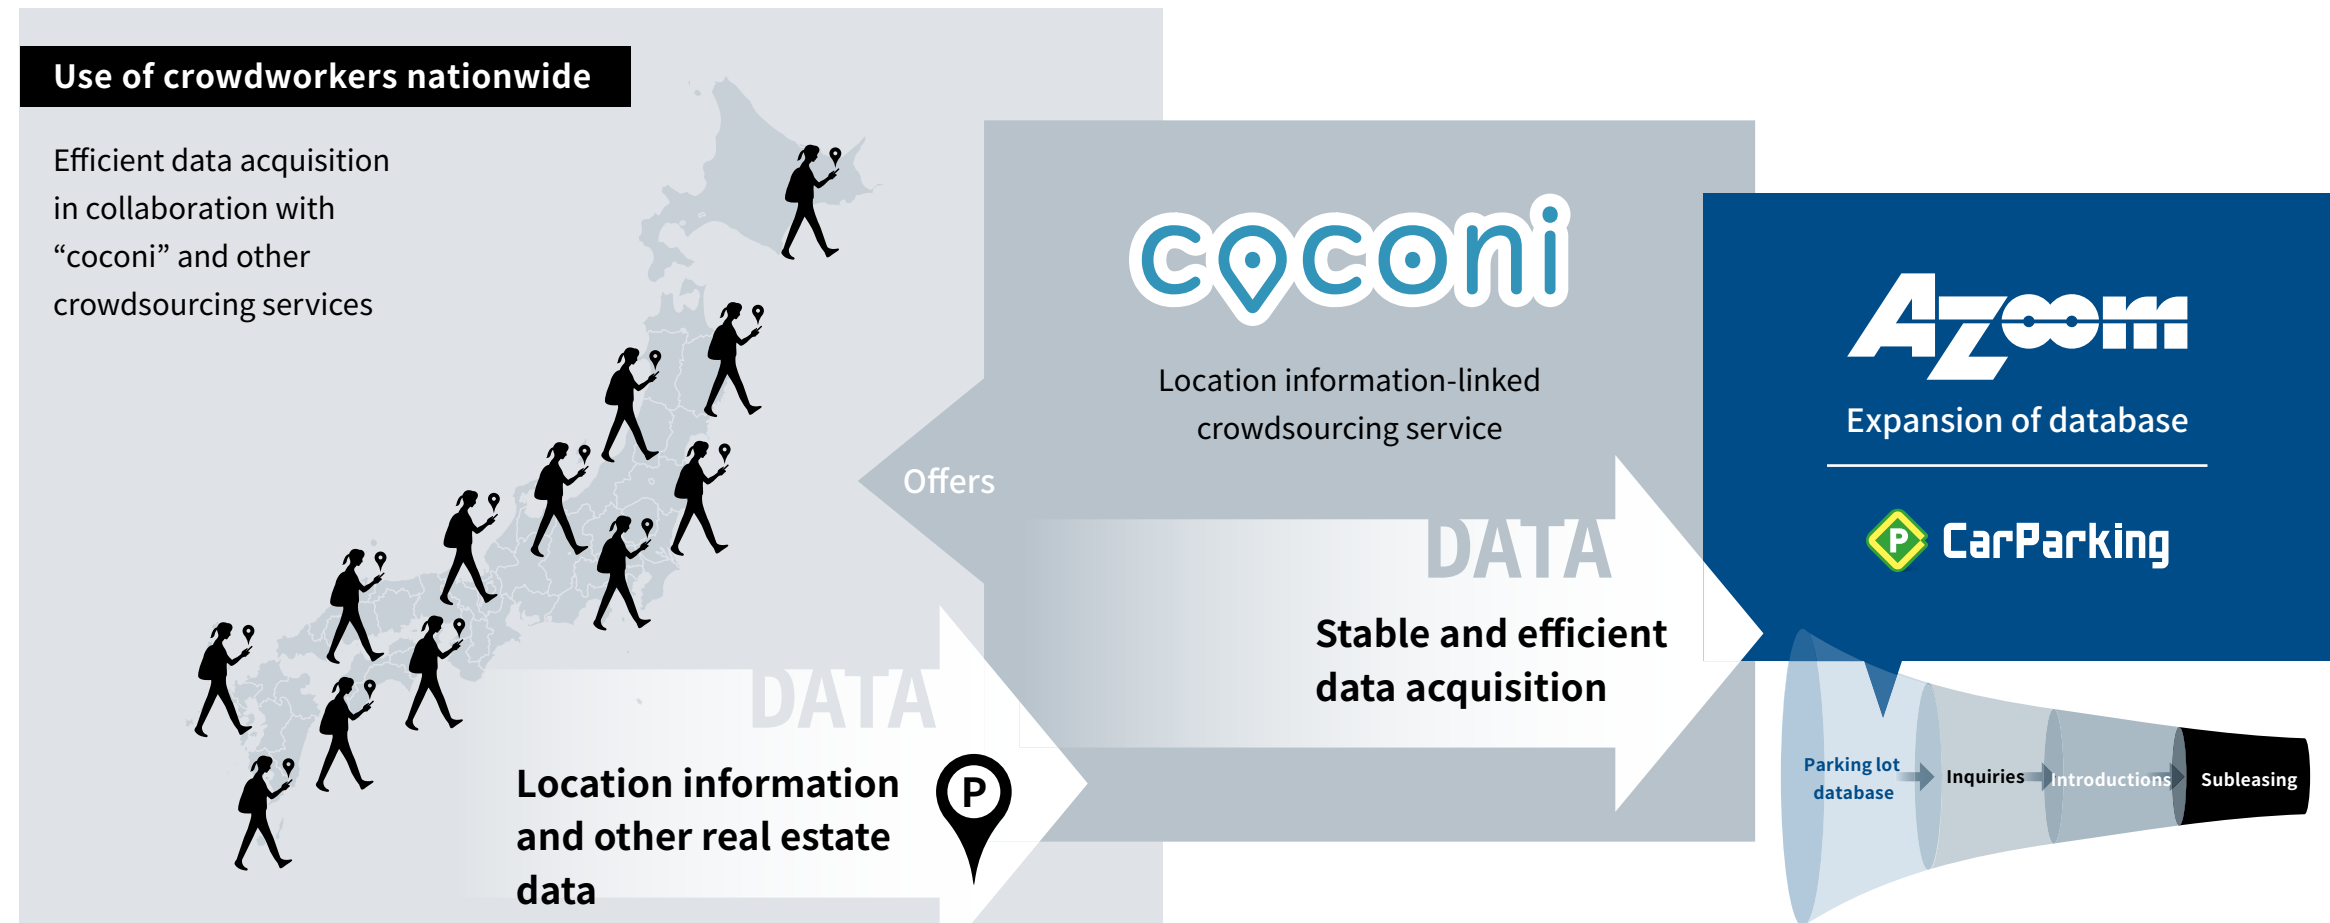 Use of crowdworkers nationwide
Efficient data acquisition
in collaboration with
“coconi” and other
crowdsourcing services
coconi
Location information-linked
crowdsourcing service
Offers
DATA
Stable and efficient
data acquisition
DATA
Location information
and other real estate
data
P
Azoom
Expansion of database
P CarParking
Parking lot
database
Inquiries
Introductions
Subleasing